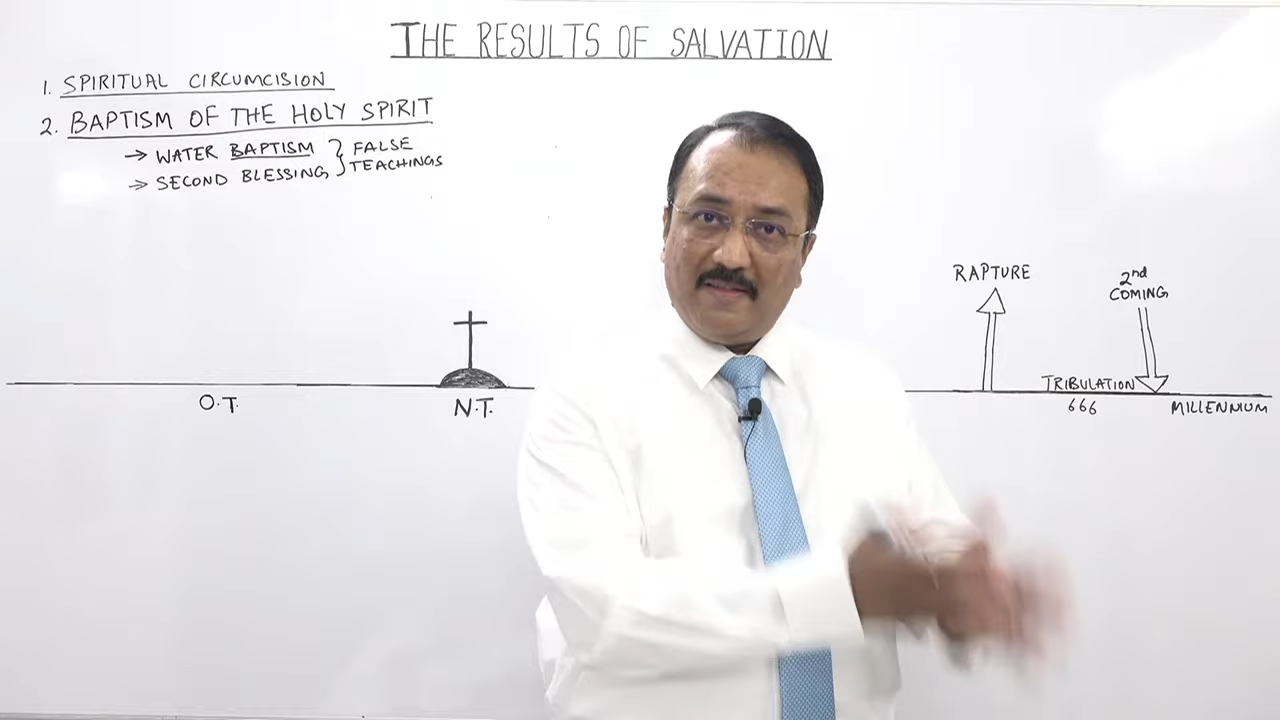 THE RESULTS OF SALVATION
1. SPIRITUAL CIRCUMCISION
2. BAPTISM OF THE HOLY SPIRIT
→ WATER BAPTISM } FALSE
→ SECOND BLESSING } TEACHINGS
RAPTURE
2nd
COMING
TRIBULATION
O.T.
N.T.
666
MILLENNIUM